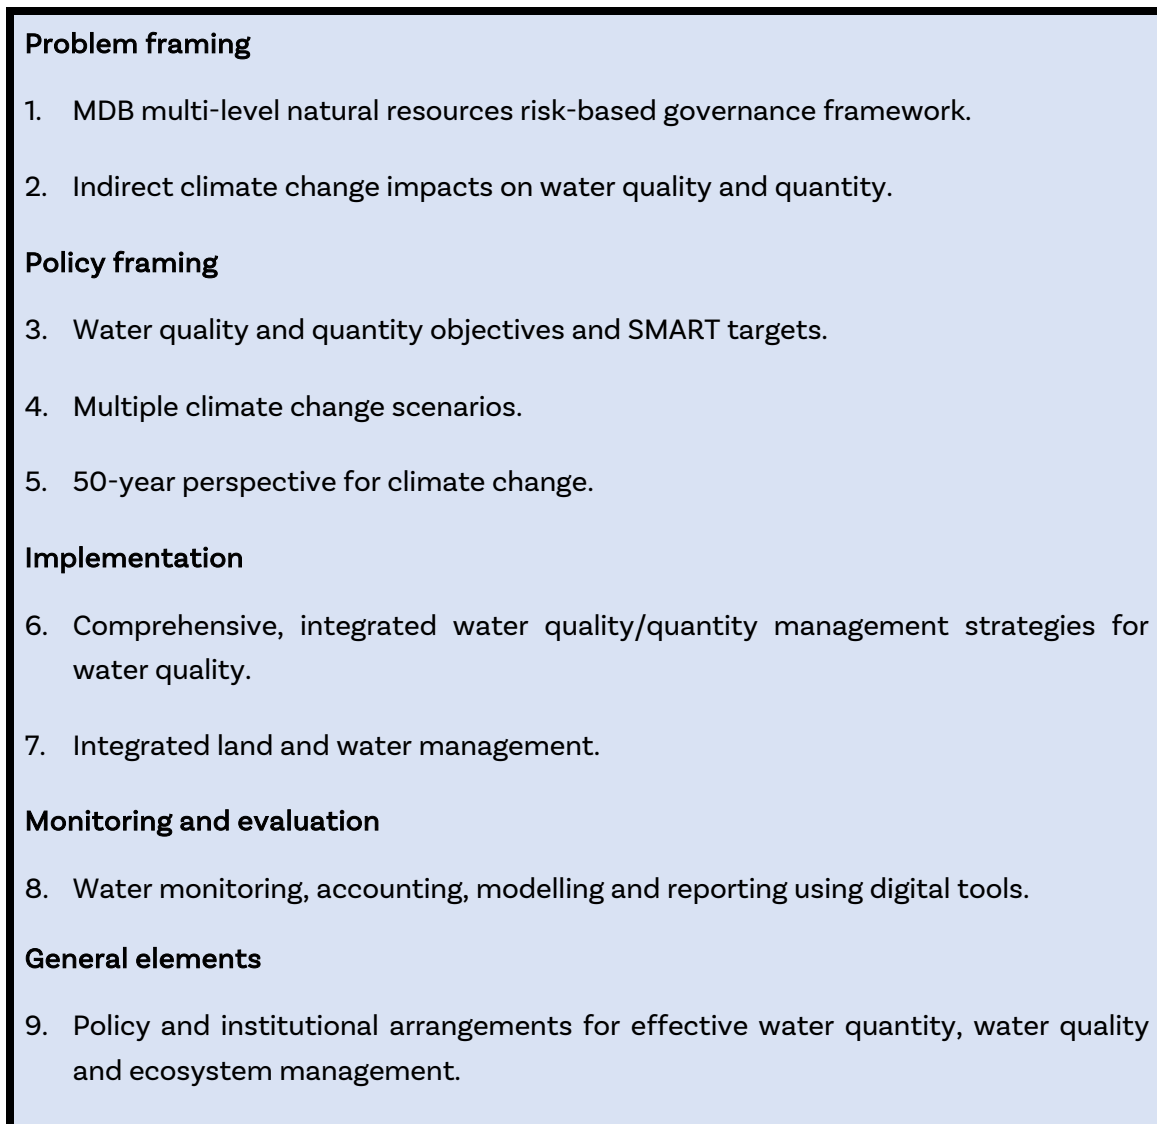 Problem framing
1. MDB multi-level natural resources risk-based governance framework.
2. Indirect climate change impacts on water quality and quantity.
Policy framing
3. Water quality and quantity objectives and SMART targets.
4. Multiple climate change scenarios.
5. 50-year perspective for climate change.
Implementation
6. Comprehensive, integrated water quality/quantity management strategies for
water quality.
7. Integrated land and water management.
Monitoring and evaluation
8. Water monitoring, accounting, modelling and reporting using digital tools.
General elements
9. Policy and institutional arrangements for effective water quantity, water quality
and ecosystem management.